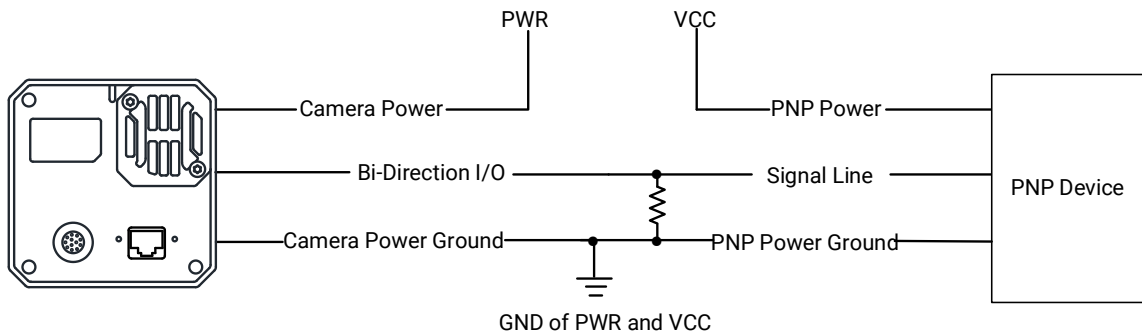 PWR
VCC
Camera Power
PNP Power
Bi-Direction I/O
Signal Line
PNP Device
Camera Power Ground
PNP Power Ground
GND of PWR and VCC